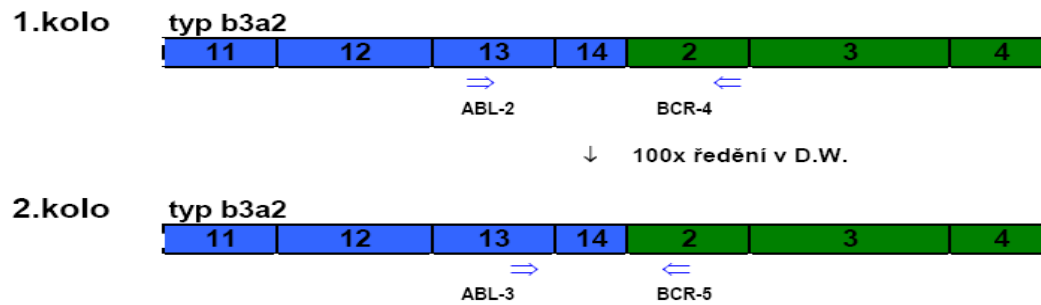 1.kolo typ b3a2
11 12 13 14 2 3 4
⇒ ⇐
ABL-2 BCR-4
↓ 100x ředění v D.W.
2.kolo typ b3a2
11 12 13 14 2 3 4
⇒ ⇐
ABL-3 BCR-5